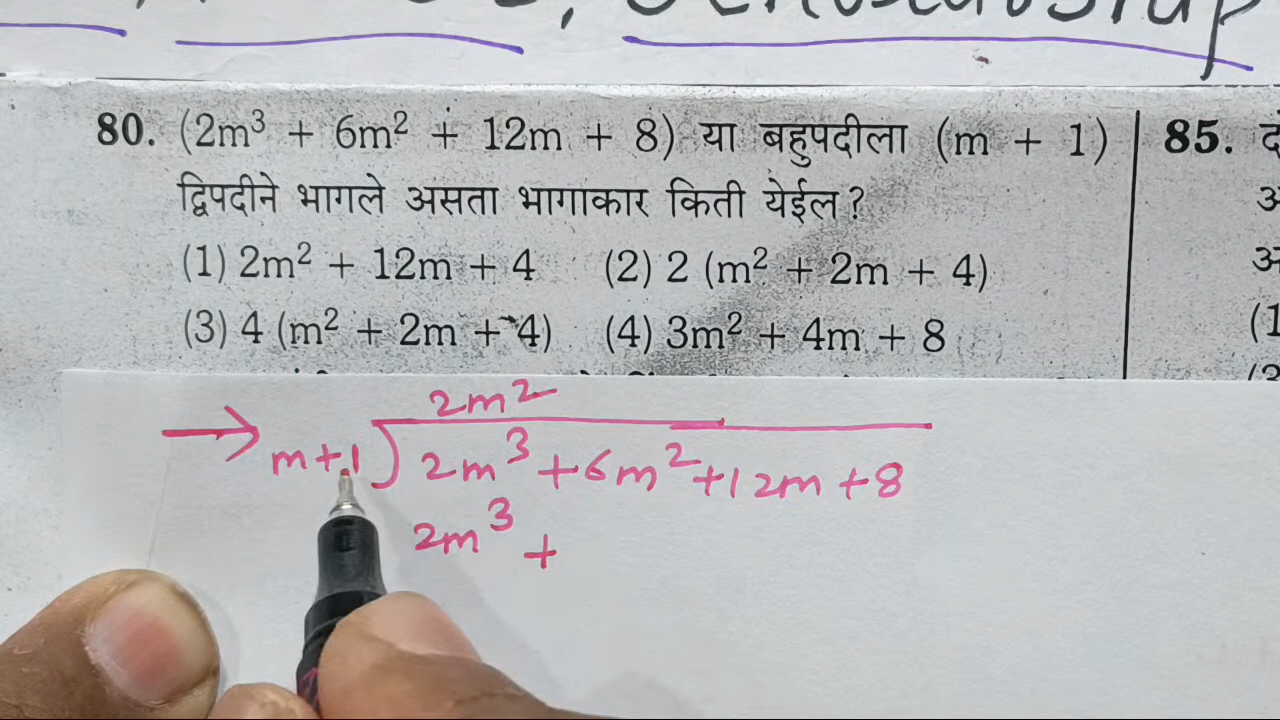 80. (2m³ + 6m² + 12m + 8) या बहुपदीला (m + 1)
द्विपदीने भागले असता भागाकार किती येईल?
(1) 2m² + 12m + 4 (2) 2 (m² + 2m + 4)
(3) 4 (m² + 2m + 4) (4) 3m² + 4m + 8
85.
2m²
→ m+1) 2m³+6m²+12m+8
2m³ +